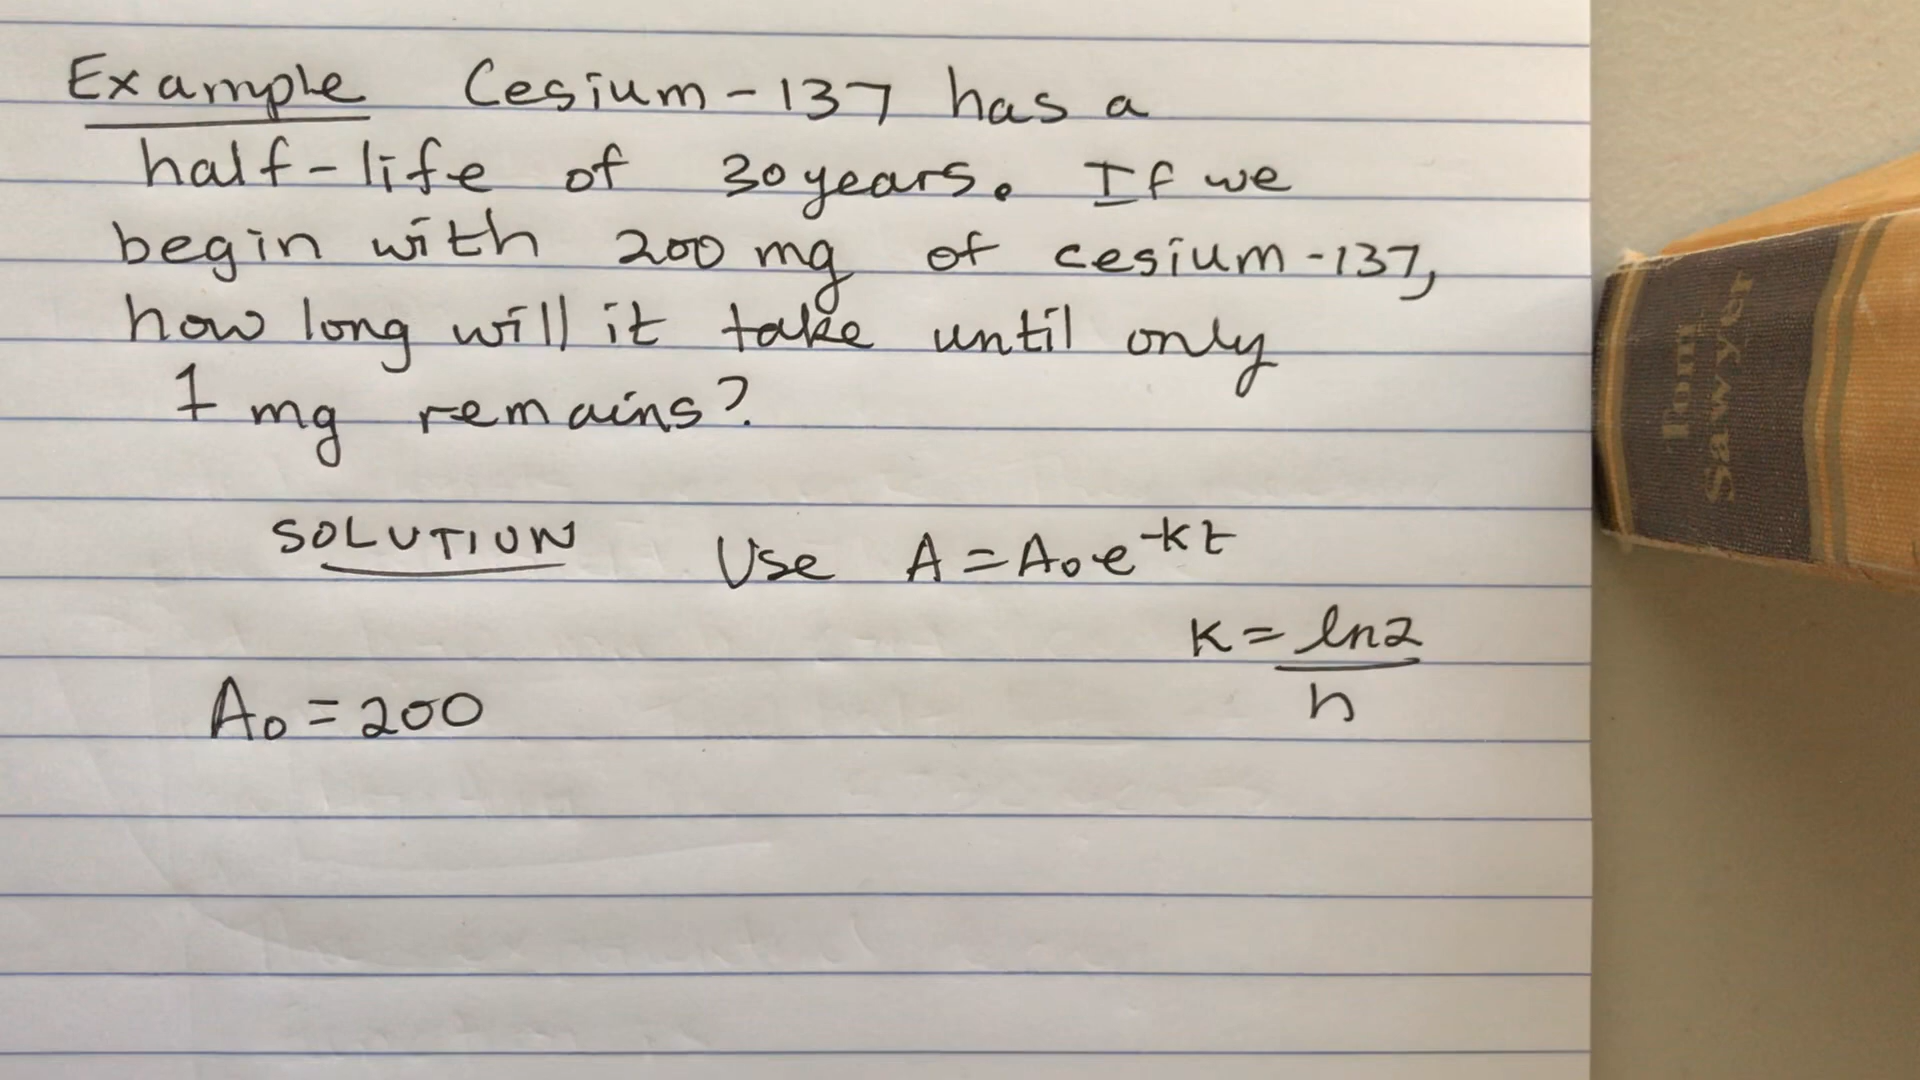 Example Cesium-137 has a
half-life of 30 years. If we
begin with 200 mg of cesium-137,
how long will it take until only
1 mg remains?
SOLUTION Use A = A₀e^-kt
k = ln2/h
A₀ = 200
Tom
Sawyer